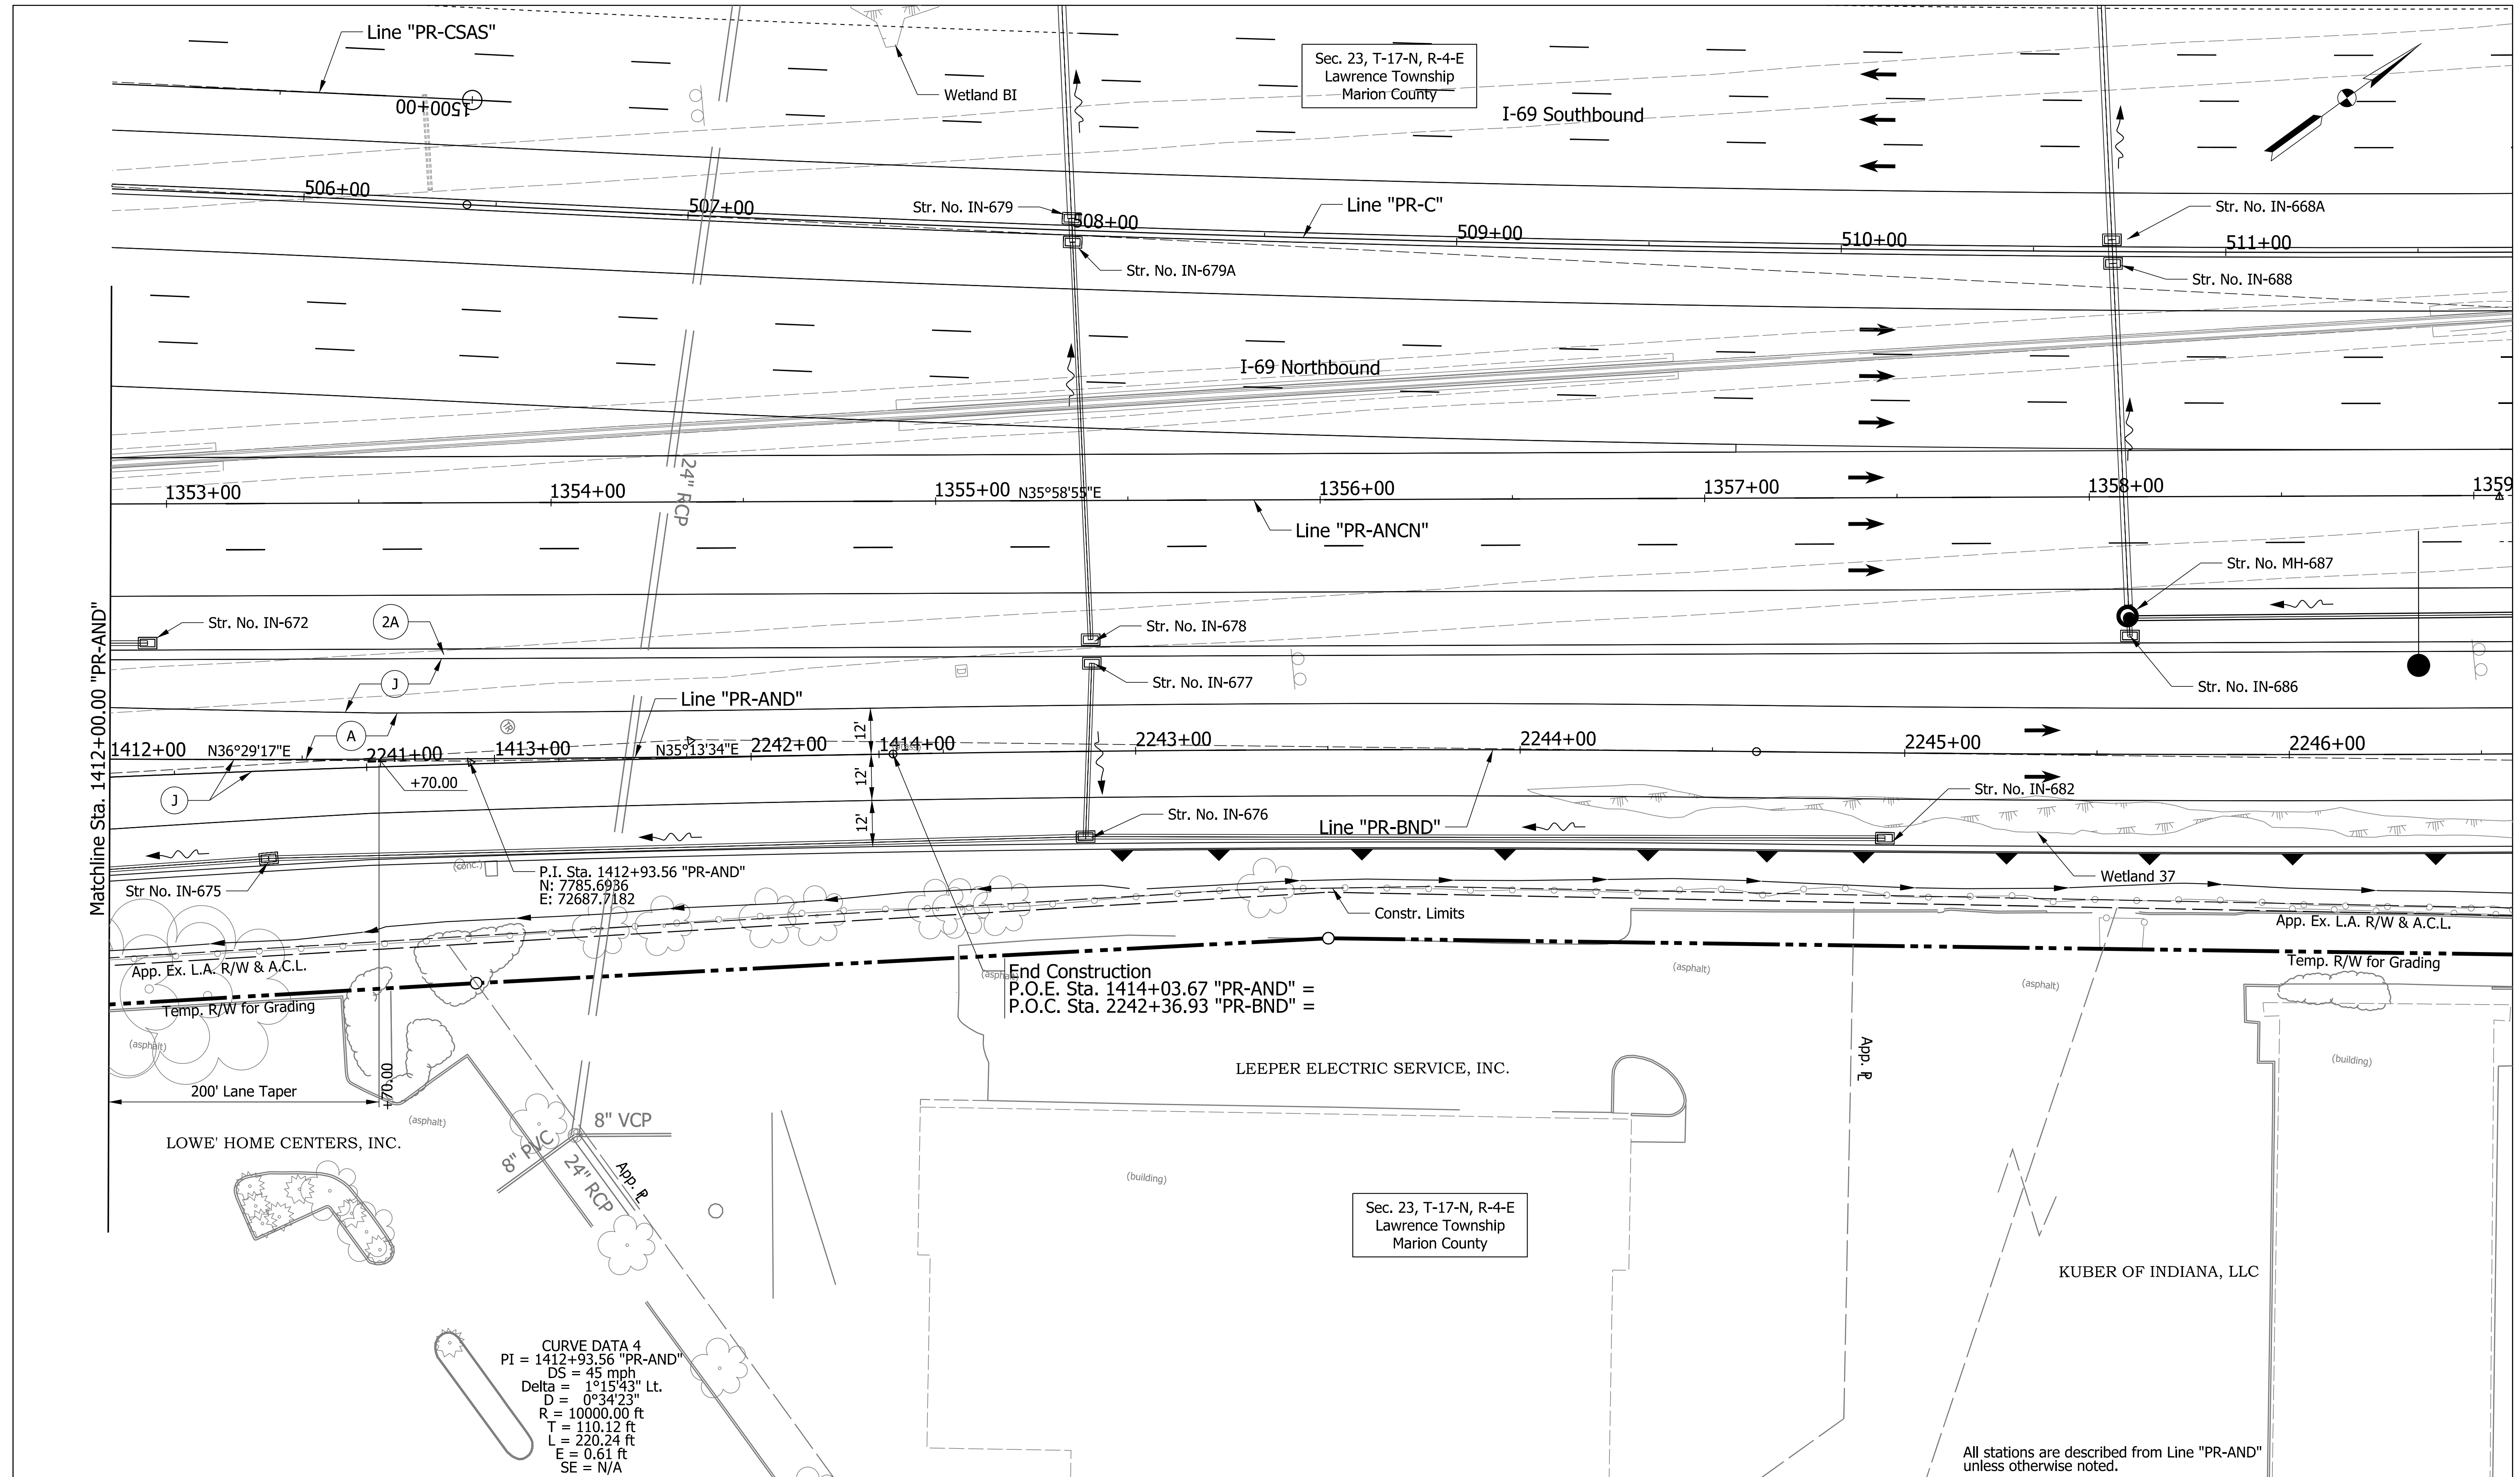 Line "PR-CSAS"
1500+00
Wetland BI
Sec. 23, T-17-N, R-4-E
Lawrence Township
Marion County
I-69 Southbound
506+00
507+00
Str. No. IN-679
508+00
Line "PR-C"
509+00
510+00
Str. No. IN-668A
511+00
Str. No. IN-679A
Str. No. IN-688
I-69 Northbound
24" RCP
1353+00
1354+00
1355+00
N35°58'55"E
1356+00
1357+00
1358+00
1359
Line "PR-ANCN"
Str. No. MH-687
Matchline Sta. 1412+00.00 "PR-AND"
Str. No. IN-672
2A
Str. No. IN-678
D
J
Str. No. IN-677
Str. No. IN-686
Line "PR-AND"
12'
TR
A
1412+00
N36°29'17"E
2241+00
1413+00
N35°13'34"E
2242+00
1414+00
2243+00
2244+00
2245+00
2246+00
+70.00
12'
J
Str. No. IN-682
12'
Str. No. IN-676
Line "PR-BND"
(conc.)
P.I. Sta. 1412+93.56 "PR-AND"
N: 7785.6936
E: 72687.7182
Str No. IN-675
Wetland 37
Constr. Limits
App. Ex. L.A. R/W & A.C.L.
App. Ex. L.A. R/W & A.C.L.
Temp. R/W for Grading
Temp. R/W for Grading
(asphalt)
(asphalt)
(asphalt)
(asphalt)
End Construction
P.O.E. Sta. 1414+03.67 "PR-AND" =
P.O.C. Sta. 2242+36.93 "PR-BND" =
(building)
LEEPER ELECTRIC SERVICE, INC.
App. PL
200' Lane Taper
+70.00
(asphalt)
LOWE' HOME CENTERS, INC.
8" VCP
8" PVC
24" RCP
App. PL
(building)
Sec. 23, T-17-N, R-4-E
Lawrence Township
Marion County
KUBER OF INDIANA, LLC
CURVE DATA 4
PI = 1412+93.56 "PR-AND"
DS = 45 mph
Delta = 1°15'43" Lt.
D = 0°34'23"
R = 10000.00 ft
T = 110.12 ft
L = 220.24 ft
E = 0.61 ft
SE = N/A
All stations are described from Line "PR-AND"
unless otherwise noted.